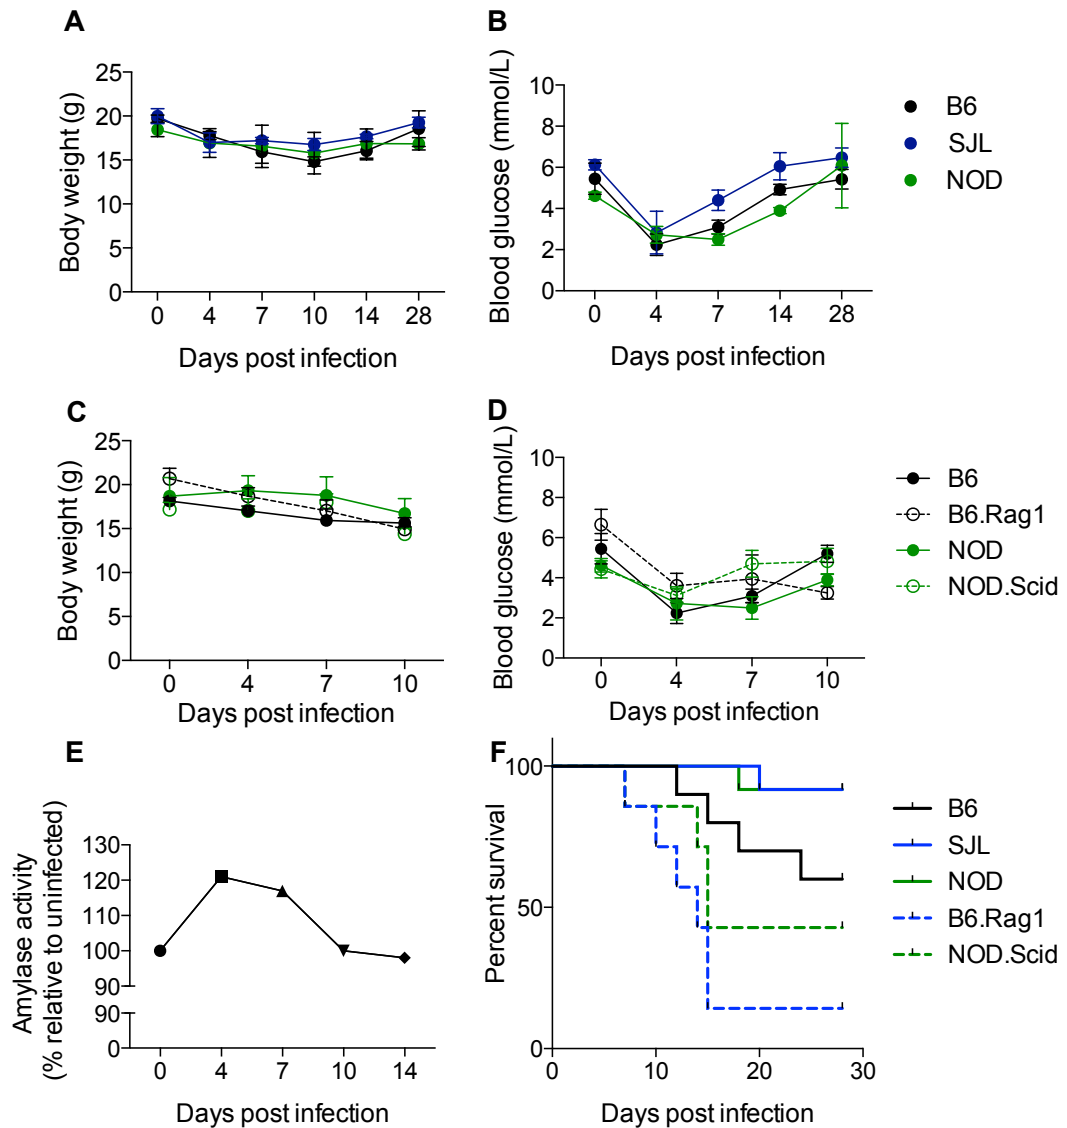 A
Body weight (g)
25
20
15
10
5
0
0 4 7 10 14 28
Days post infection
B
Blood glucose (mmol/L)
10
8
6
4
2
0
0 4 7 14 28
Days post infection
B6
SJL
NOD
C
Body weight (g)
25
20
15
10
5
0
0 4 7 10
Days post infection
D
Blood glucose (mmol/L)
10
8
6
4
2
0
0 4 7 10
Days post infection
B6
B6.Rag1
NOD
NOD.Scid
E
Amylase activity
(% relative to uninfected)
130
120
110
100
90
90
0
0 4 7 10 14
Days post infection
F
Percent survival
100
50
0
0 10 20 30
Days post infection
B6
SJL
NOD
B6.Rag1
NOD.Scid